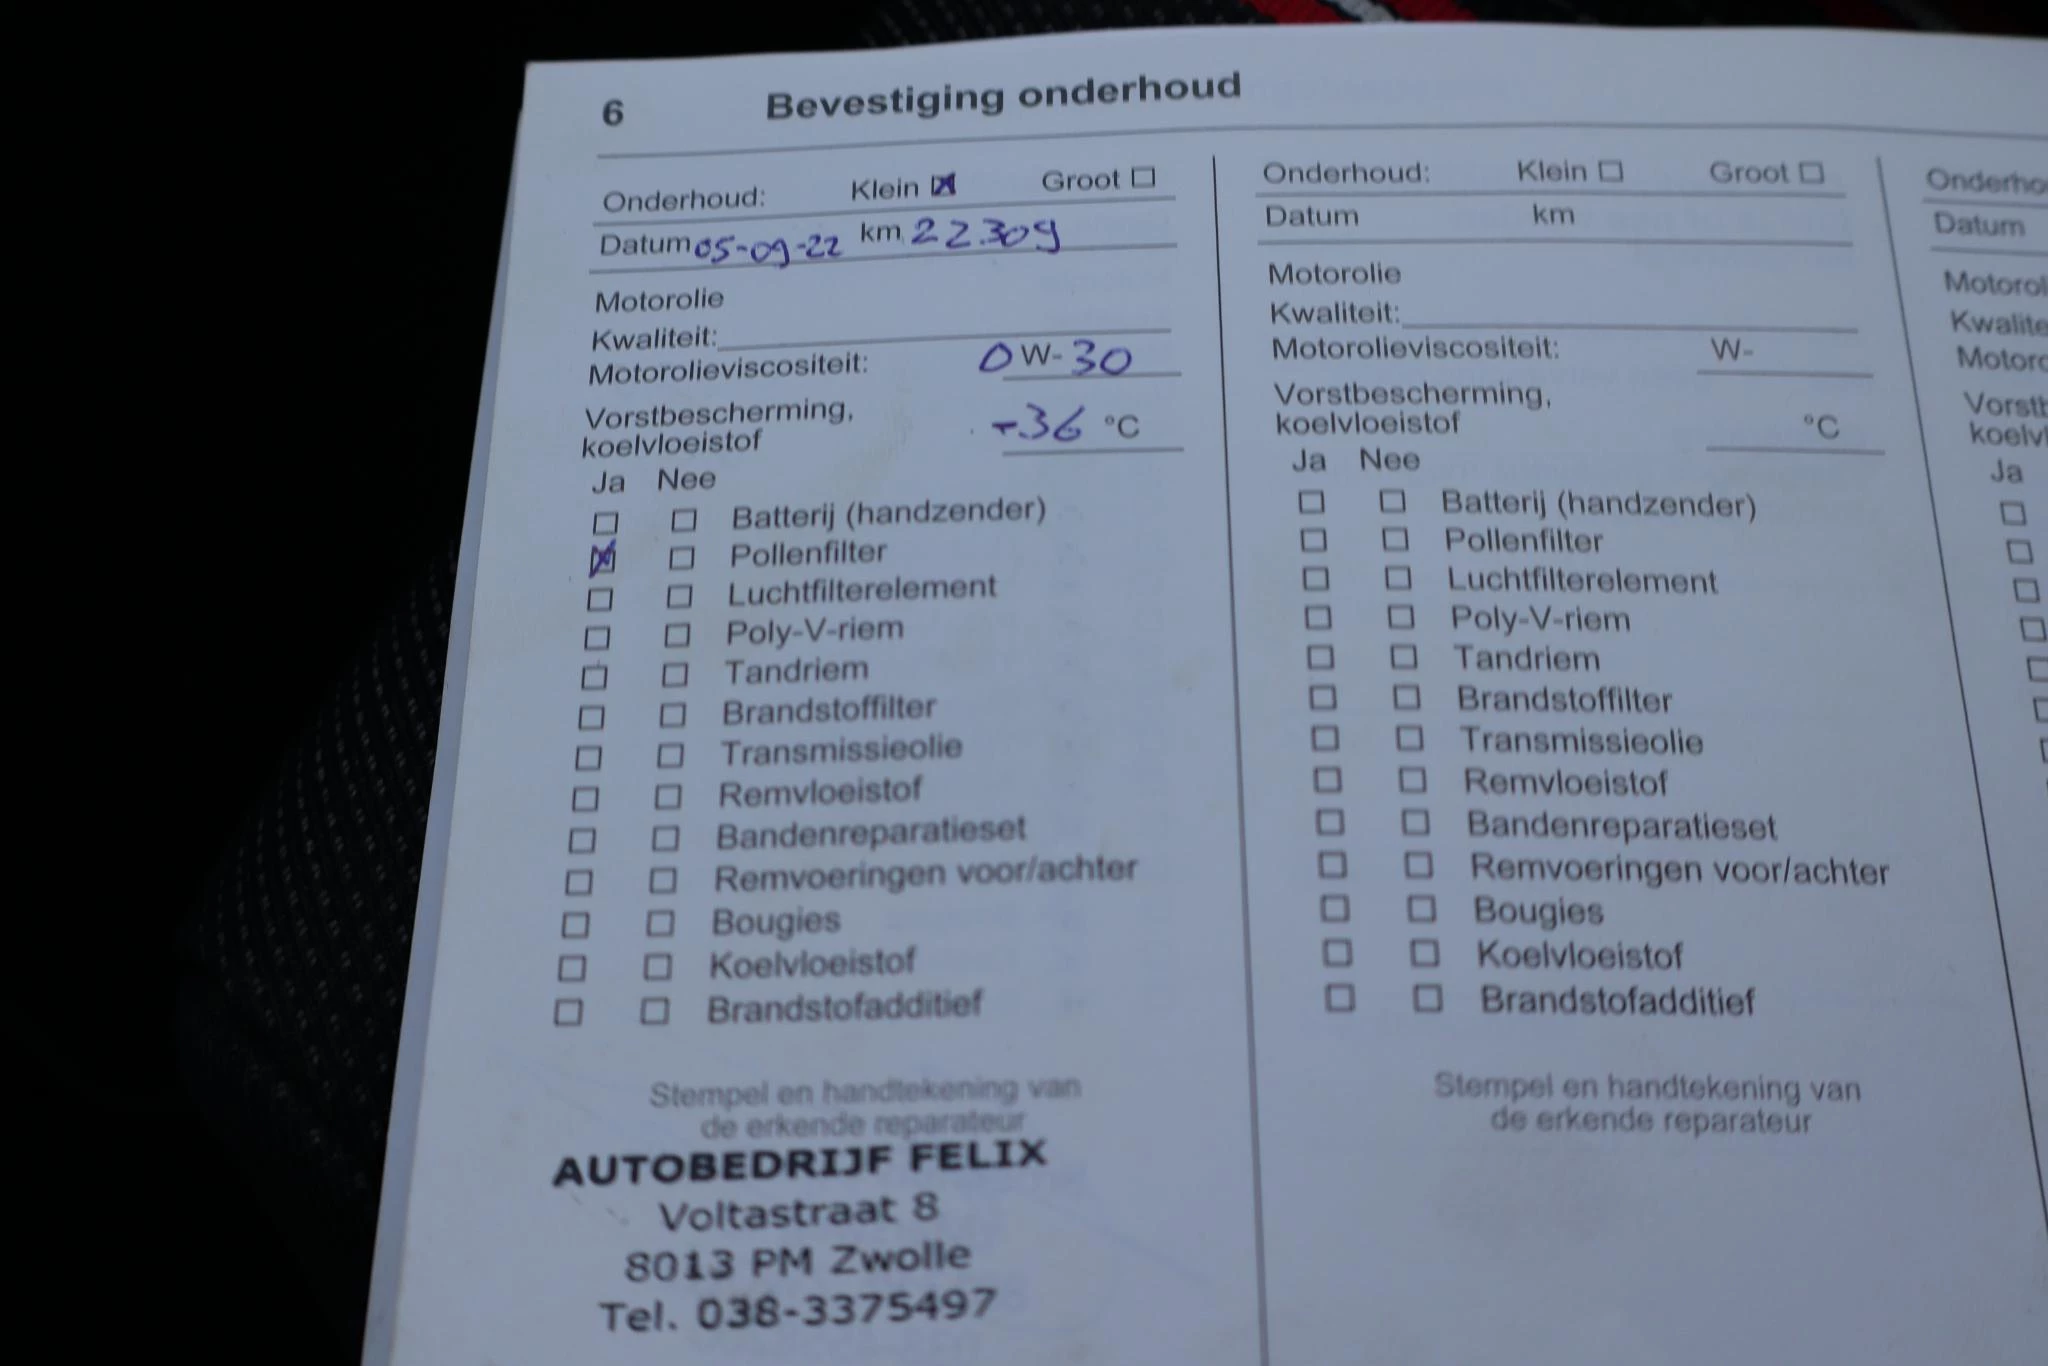 6 Bevestiging onderhoud
Onderhoud: Klein ☒ Groot ☐
Datum 05-09-22 km 22.309
Motorolie
Kwaliteit:
Motorolieviscositeit: 0 W- 30
Vorstbescherming,
koelvloeistof -36 °C
Ja Nee
☐ ☐ Batterij (handzender)
☒ ☐ Pollenfilter
☐ ☐ Luchtfilterelement
☐ ☐ Poly-V-riem
☐ ☐ Tandriem
☐ ☐ Brandstoffilter
☐ ☐ Transmissieolie
☐ ☐ Remvloeistof
☐ ☐ Bandenreparatieset
☐ ☐ Remvoeringen voor/achter
☐ ☐ Bougies
☐ ☐ Koelvloeistof
☐ ☐ Brandstofadditief
Stempel en handtekening van
de erkende reparateur
AUTOBEDRIJF FELIX
Voltastraat 8
8013 PM Zwolle
Tel. 038-3375497
Onderhoud: Klein ☐ Groot ☐
Datum km
Motorolie
Kwaliteit:
Motorolieviscositeit: W-
Vorstbescherming,
koelvloeistof °C
Ja Nee
☐ ☐ Batterij (handzender)
☐ ☐ Pollenfilter
☐ ☐ Luchtfilterelement
☐ ☐ Poly-V-riem
☐ ☐ Tandriem
☐ ☐ Brandstoffilter
☐ ☐ Transmissieolie
☐ ☐ Remvloeistof
☐ ☐ Bandenreparatieset
☐ ☐ Remvoeringen voor/achter
☐ ☐ Bougies
☐ ☐ Koelvloeistof
☐ ☐ Brandstofadditief
Stempel en handtekening van
de erkende reparateur
Datum
Ja